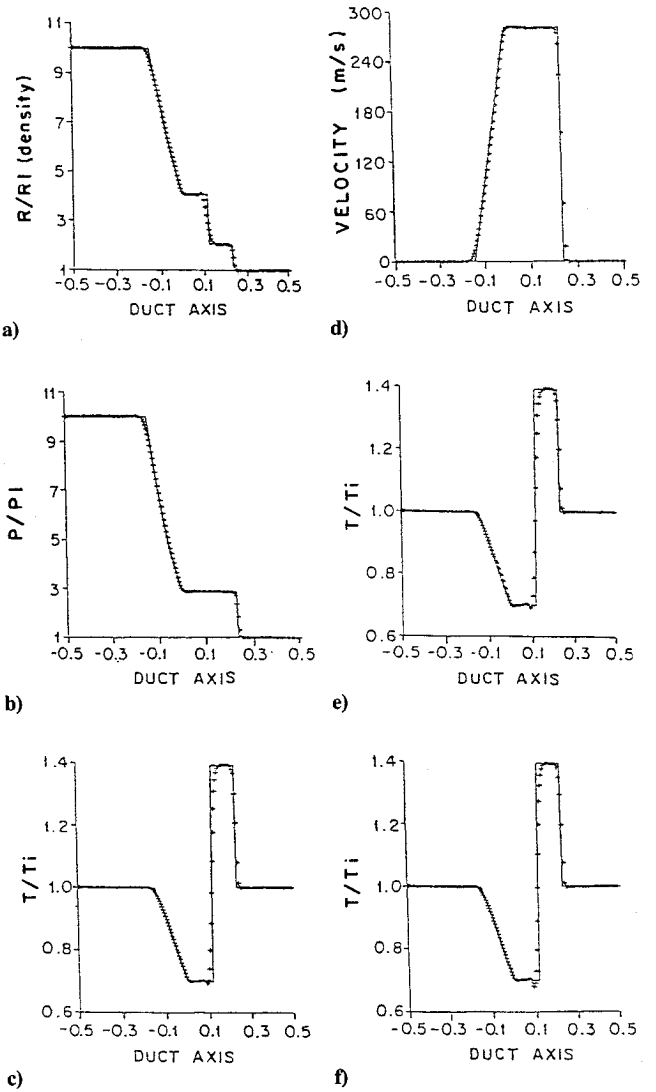 11
9
7
5
3
1
R/RI (density)
-0.5 -0.3 -0.1 0.1 0.3 0.5
DUCT AXIS
a)
300
240
180
120
60
0
VELOCITY (m/s)
-0.5 -0.3 -0.1 0.1 0.3 0.5
DUCT AXIS
d)
11
9
7
5
3
1
P/PI
-0.5 -0.3 -0.1 0.1 0.3 0.5
DUCT AXIS
b)
1.4
1.2
1.0
0.8
0.6
T/Ti
-0.5 -0.3 -0.1 0.1 0.3 0.5
DUCT AXIS
e)
1.4
1.2
1.0
0.8
0.6
T/Ti
-0.5 -0.3 -0.1 0.1 0.3 0.5
DUCT AXIS
c)
1.4
1.2
1.0
0.8
0.6
T/Ti
-0.5 -0.3 -0.1 0.1 0.3 0.5
DUCT AXIS
f)